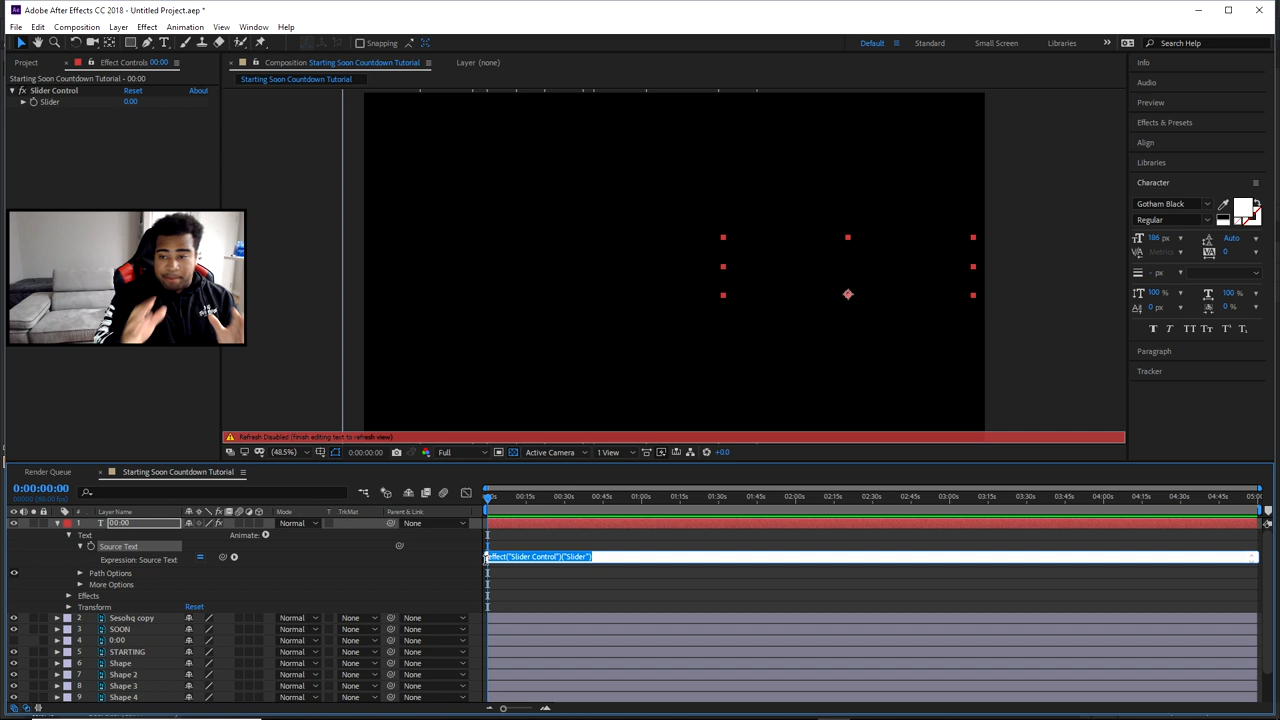 Adobe After Effects CC 2018 - Untitled Project.aep *
File Edit Composition Layer Effect Animation View Window Help
Snapping Default Standard Small Screen Libraries Search Help
Project Effect Controls 00:00 Composition Starting Soon Countdown Tutorial Layer (none) Info
Starting Soon Countdown Tutorial - 00:00 Starting Soon Countdown Tutorial Audio
fx Slider Control Reset About
Slider 0.00 Preview
Effects & Presets
Align
Libraries
Character
Gotham Black
Regular
186 px Auto
Metrics 0
- px
100 % 100 %
0 px 0 %
Paragraph
Tracker
Refresh Disabled (finish editing text to refresh view)
(48.5%) 0:00:00:00 Full Active Camera 1 View +0.0
Render Queue Starting Soon Countdown Tutorial
0:00:00:00
00:15s 00:30s 00:45s 01:00s 01:15s 01:30s 01:45s 02:00s 02:15s 02:30s 02:45s 03:00s 03:15s 03:30s 03:45s 04:00s 04:15s 04:30s 04:45s 05:00
# Layer Name Mode T TrkMat Parent & Link
1 T 00:00 Normal None
Text Animate:
Source Text
Expression: Source Text effect("Slider Control")("Slider")
Path Options
More Options
Effects
Transform Reset
2 Sesohq copy Normal None None
3 SOON Normal None None
4 0:00 Normal None None
5 STARTING Normal None None
6 Shape Normal None None
7 Shape 2 Normal None None
8 Shape 3 Normal None None
9 Shape 4 Normal None None